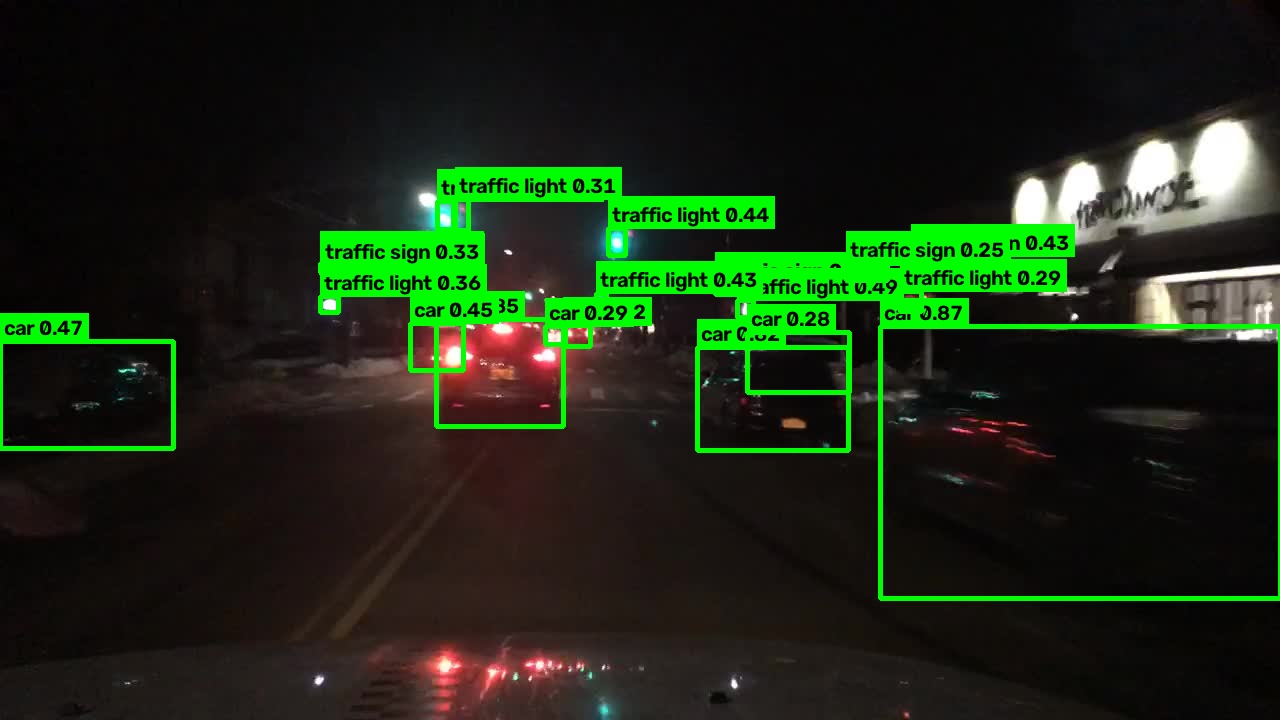 traffic light 0.31
traffic light 0.44
traffic sign 0.33
traffic sign 0.25
n 0.43
traffic light 0.36
traffic light 0.43
affic light 0.49
traffic light 0.29
car 0.45
35
car 0.29
2
car 0.28
car 0.87
car 0.47